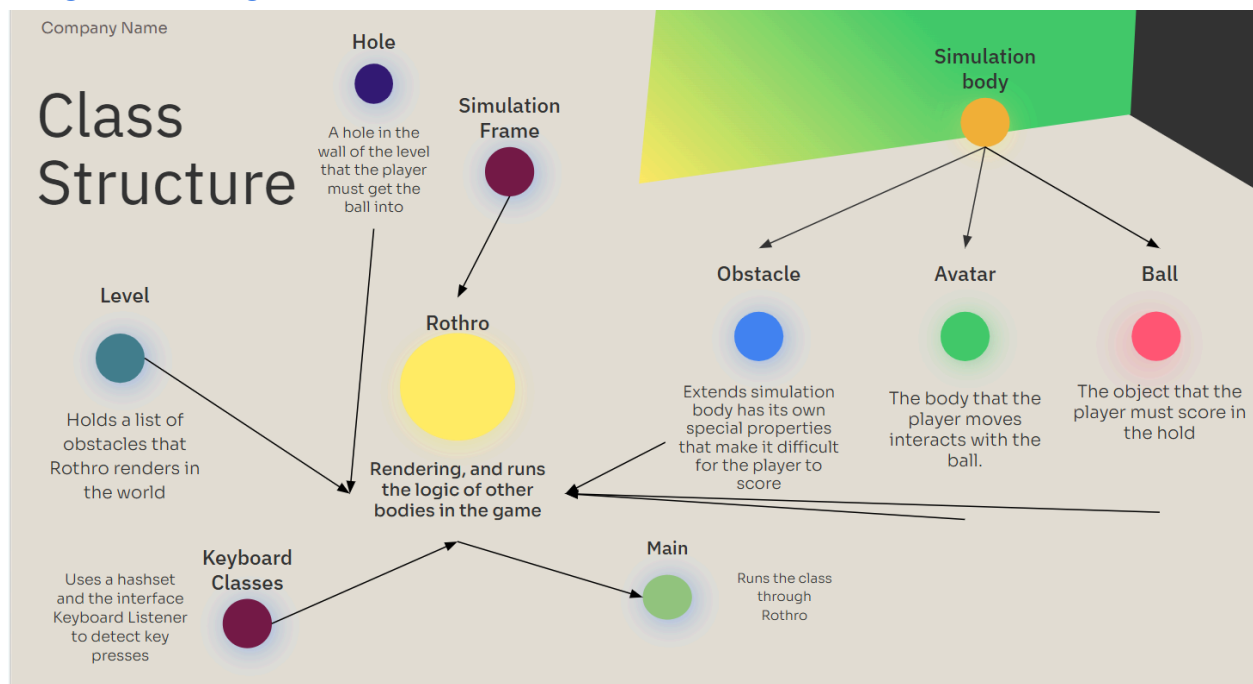 Company Name
Class
Structure
Hole
A hole in the
wall of the level
that the player
must get the
ball into
Simulation
Frame
Simulation
body
Level
Holds a list of
obstacles that
Rothro renders in
the world
Rothro
Rendering, and runs
the logic of other
bodies in the game
Obstacle
Extends simulation
body has its own
special properties
that make it difficult
for the player to
score
Avatar
The body that the
player moves
interacts with the
ball.
Ball
The object that the
player must score in
the hold
Keyboard
Classes
Uses a hashset
and the interface
Keyboard Listener
to detect key
presses
Main
Runs the class
through
Rothro